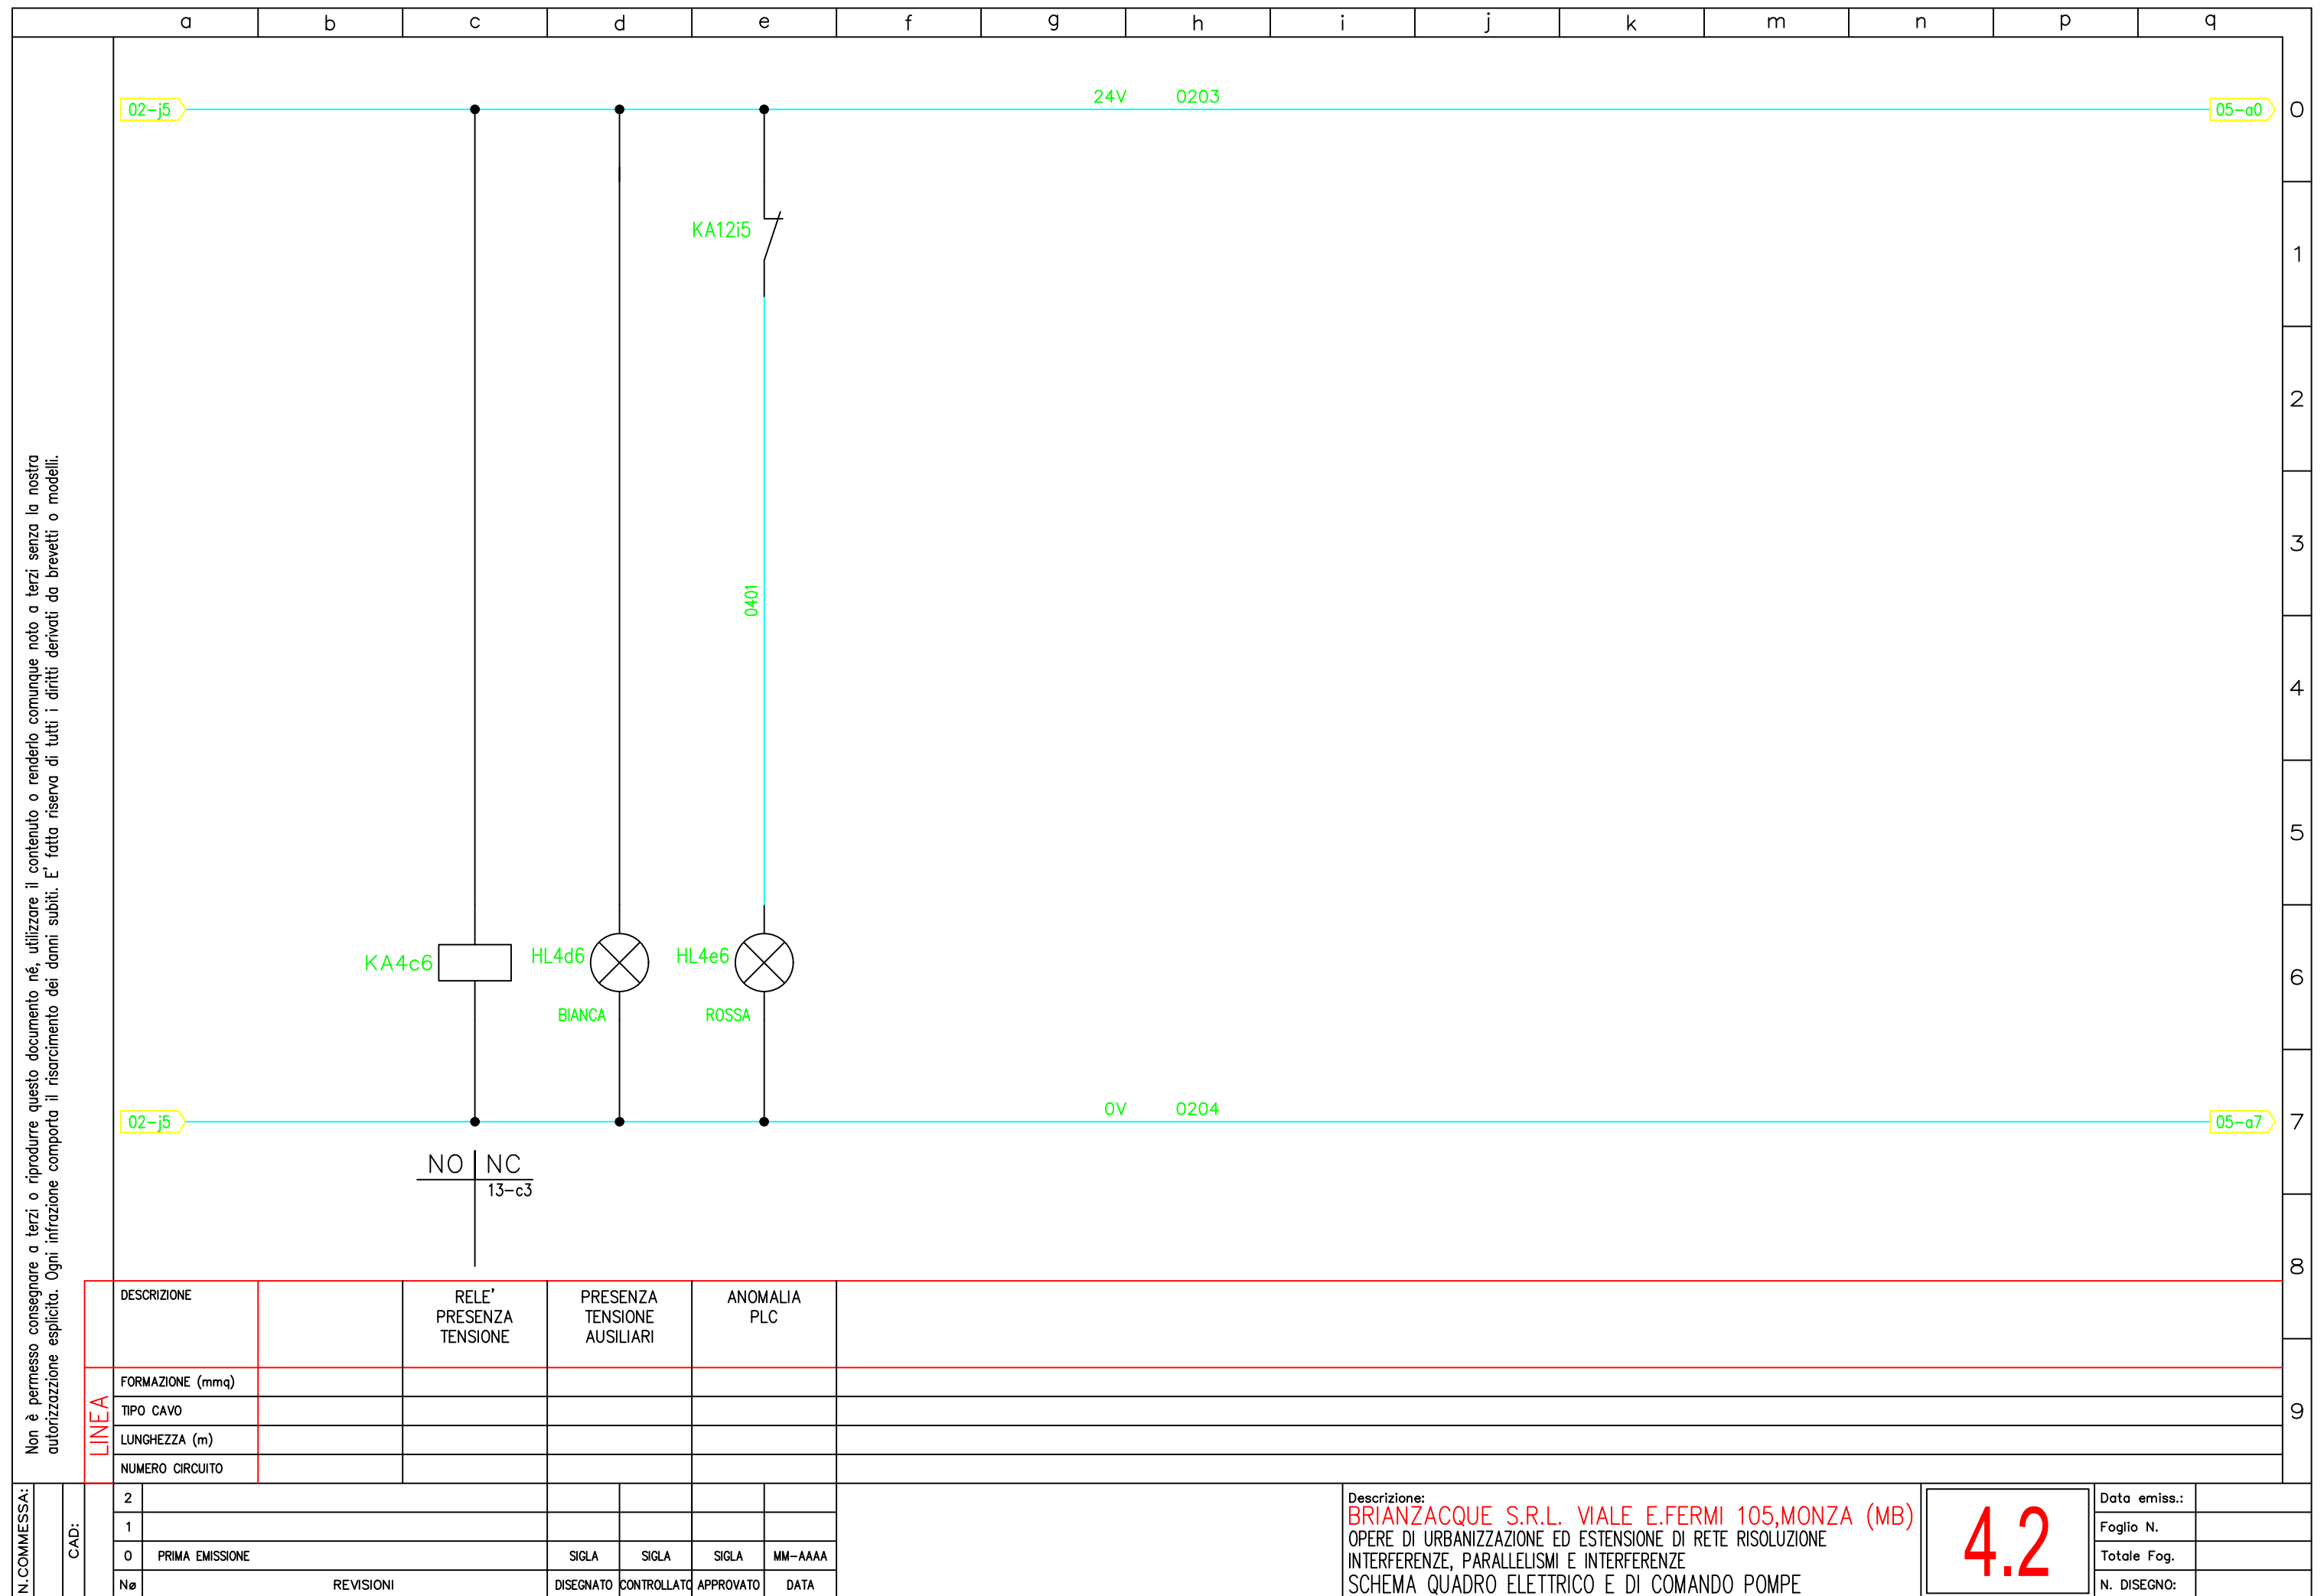 a b c d e f g h i j k m n p q
02-j5
24V 0203
05-a0
0
KA12i5
1
2
3
0401
4
5
KA4c6
HL4d6
HL4e6
6
BIANCA
ROSSA
02-j5
0V 0204
05-a7
7
NO NC
13-c3
8
9
Non è permesso consegnare a terzi o riprodurre questo documento né, utilizzare il contenuto o renderlo comunque noto a terzi senza la nostra
autorizzazzione esplicita. Ogni infrazione comporta il risarcimento dei danni subiti. E' fatta riserva di tutti i diritti derivati da brevetti o modelli.
DESCRIZIONE
RELE'
PRESENZA
TENSIONE
PRESENZA
TENSIONE
AUSILIARI
ANOMALIA
PLC
LINEA
FORMAZIONE (mmq)
TIPO CAVO
LUNGHEZZA (m)
NUMERO CIRCUITO
N.COMMESSA:
CAD:
2
1
0 PRIMA EMISSIONE SIGLA SIGLA SIGLA MM-AAAA
Nø REVISIONI DISEGNATO CONTROLLATO APPROVATO DATA
Descrizione:
BRIANZACQUE S.R.L. VIALE E.FERMI 105,MONZA (MB)
OPERE DI URBANIZZAZIONE ED ESTENSIONE DI RETE RISOLUZIONE
INTERFERENZE, PARALLELISMI E INTERFERENZE
SCHEMA QUADRO ELETTRICO E DI COMANDO POMPE
4.2
Data emiss.:
Foglio N.
Totale Fog.
N. DISEGNO: